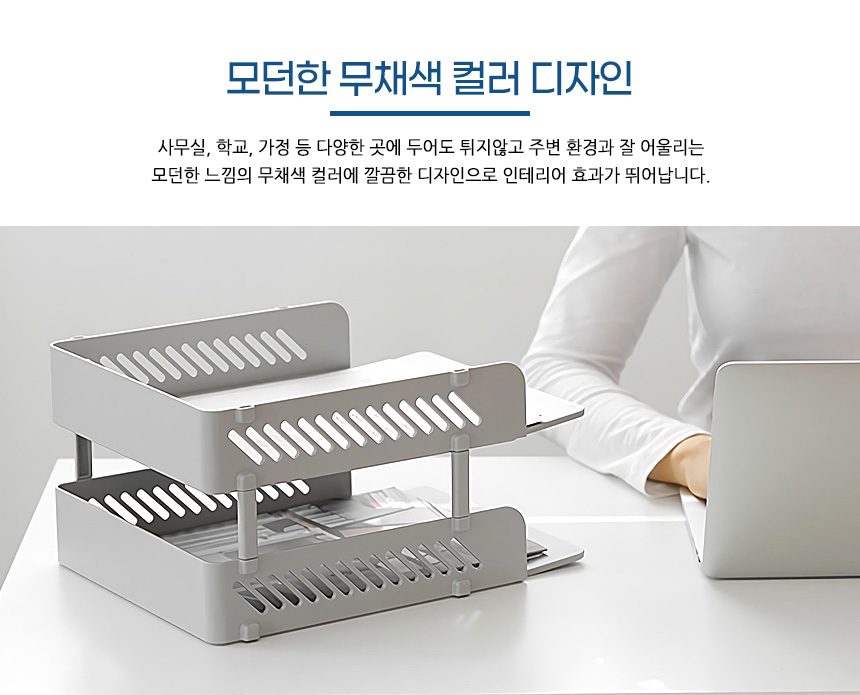 모던한 무채색 컬러 디자인
사무실, 학교, 가정 등 다양한 곳에 두어도 튀지않고 주변 환경과 잘 어울리는
모던한 느낌의 무채색 컬러에 깔끔한 디자인으로 인테리어 효과가 뛰어납니다.